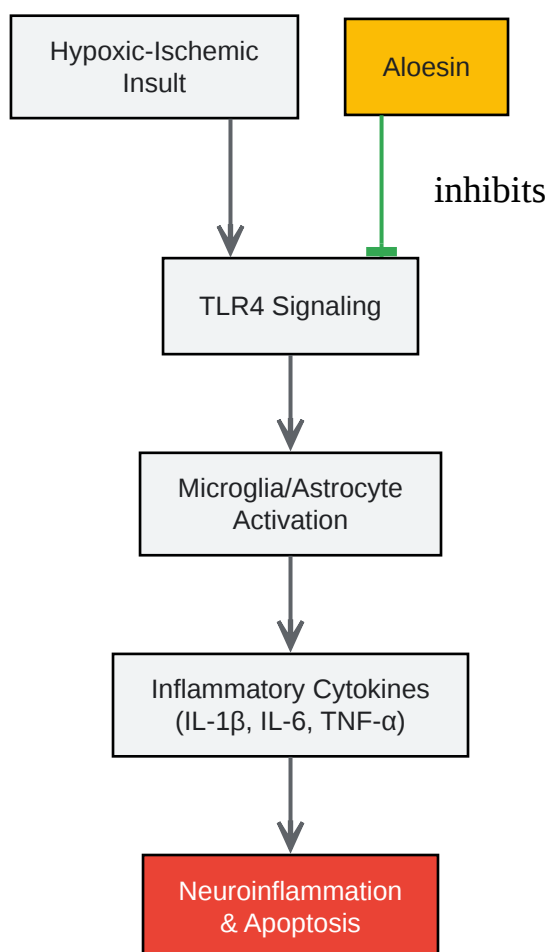 Hypoxic-Ischemic
Insult
Aloesin
inhibits
TLR4 Signaling
Microglia/Astrocyte
Activation
Inflammatory Cytokines
(IL-1β, IL-6, TNF-α)
Neuroinflammation
& Apoptosis